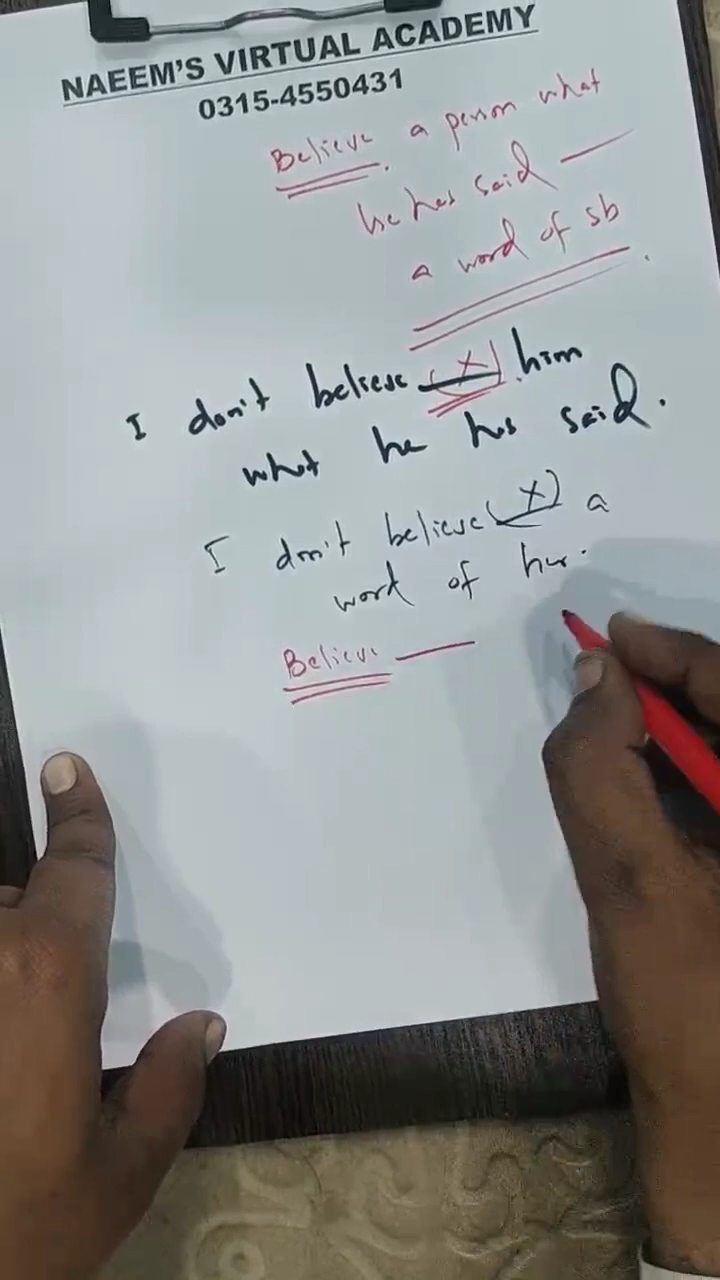 NAEEM'S VIRTUAL ACADEMY
0315-4550431
Believe a person what
he has said —
a word of sb
I don't believe (x) him
what he has said.
I don't believe (x) a
word of her.
Believe —